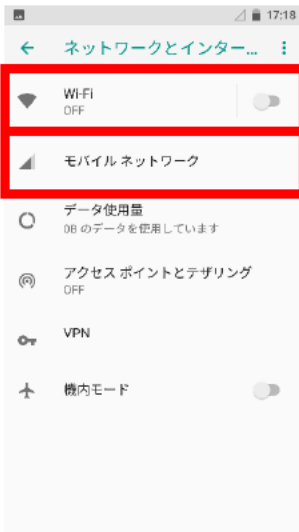 17:18
ネットワークとインター...
Wi-Fi
OFF
モバイル ネットワーク
データ使用量
0B のデータを使用しています
アクセス ポイントとテザリング
OFF
VPN
機内モード